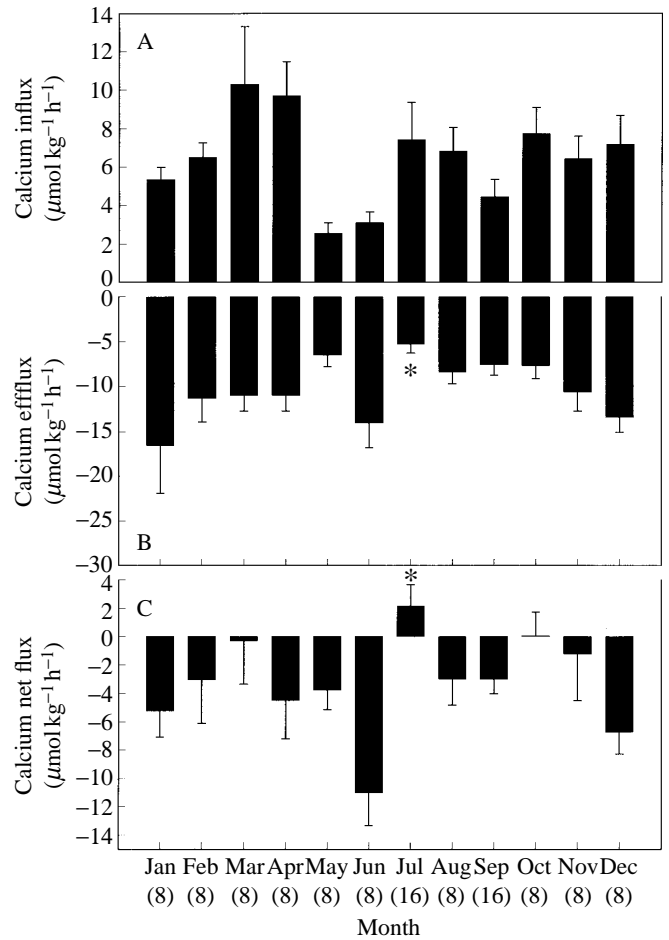 14
12
10
8
6
4
2
0
A
Calcium influx
(μmol kg⁻¹ h⁻¹)
0
−5
−10
−15
−20
−25
−30
B
Calcium effflux
(μmol kg⁻¹ h⁻¹)
*
4
2
0
−2
−4
−6
−8
−10
−12
−14
C
Calcium net flux
(μmol kg⁻¹ h⁻¹)
*
Jan Feb Mar Apr May Jun Jul Aug Sep Oct Nov Dec
(8) (8) (8) (8) (8) (8) (16) (8) (16) (8) (8) (8)
Month